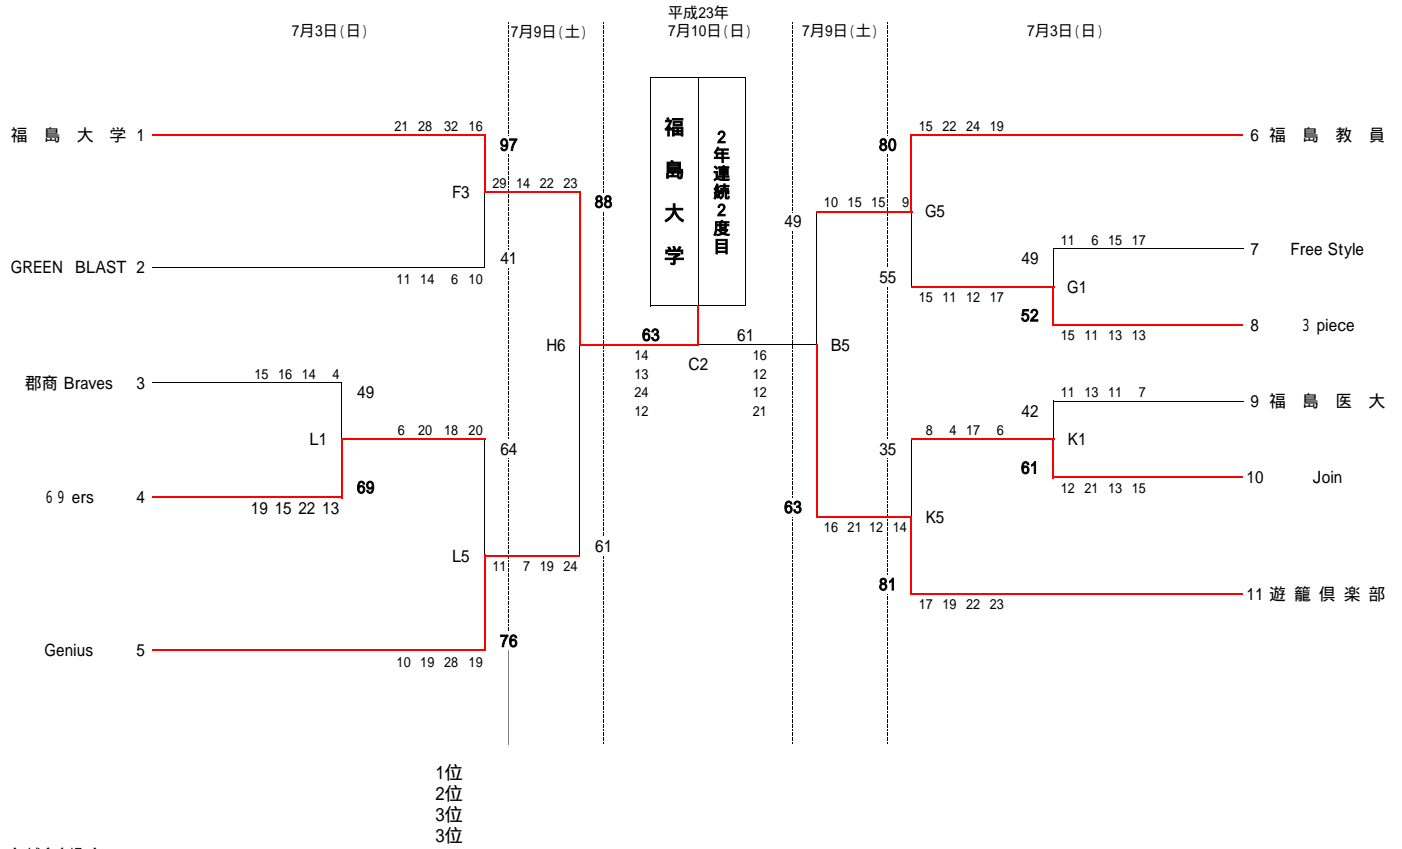 平成23年
7月3日(日)
7月9日(土)
7月10日(日)
7月9日(土)
7月3日(日)
福島大学
2年連続2度目
福島大学 1
21 28 32 16
97
F3
29 14 22 23
88
GREEN BLAST 2
11 14 6 10
41
郡商 Braves 3
15 16 14 4
49
L1
6 20 18 20
64
69ers 4
19 15 22 13
69
L5
11 7 19 24
61
Genius 5
10 19 28 19
76
H6
63
14
13
24
12
C2
61
16
12
12
21
B5
15 22 24 19
6 福島教員
80
10 15 15 9
G5
49
11 6 15 17
7 Free Style
49
G1
55
15 11 12 17
52
15 11 13 13
8 3 piece
11 13 11 7
9 福島医大
42
8 4 17 6
K1
35
61
12 21 13 15
10 Join
63
16 21 12 14
K5
81
17 19 22 23
11 遊籠倶楽部
1位
2位
3位
3位